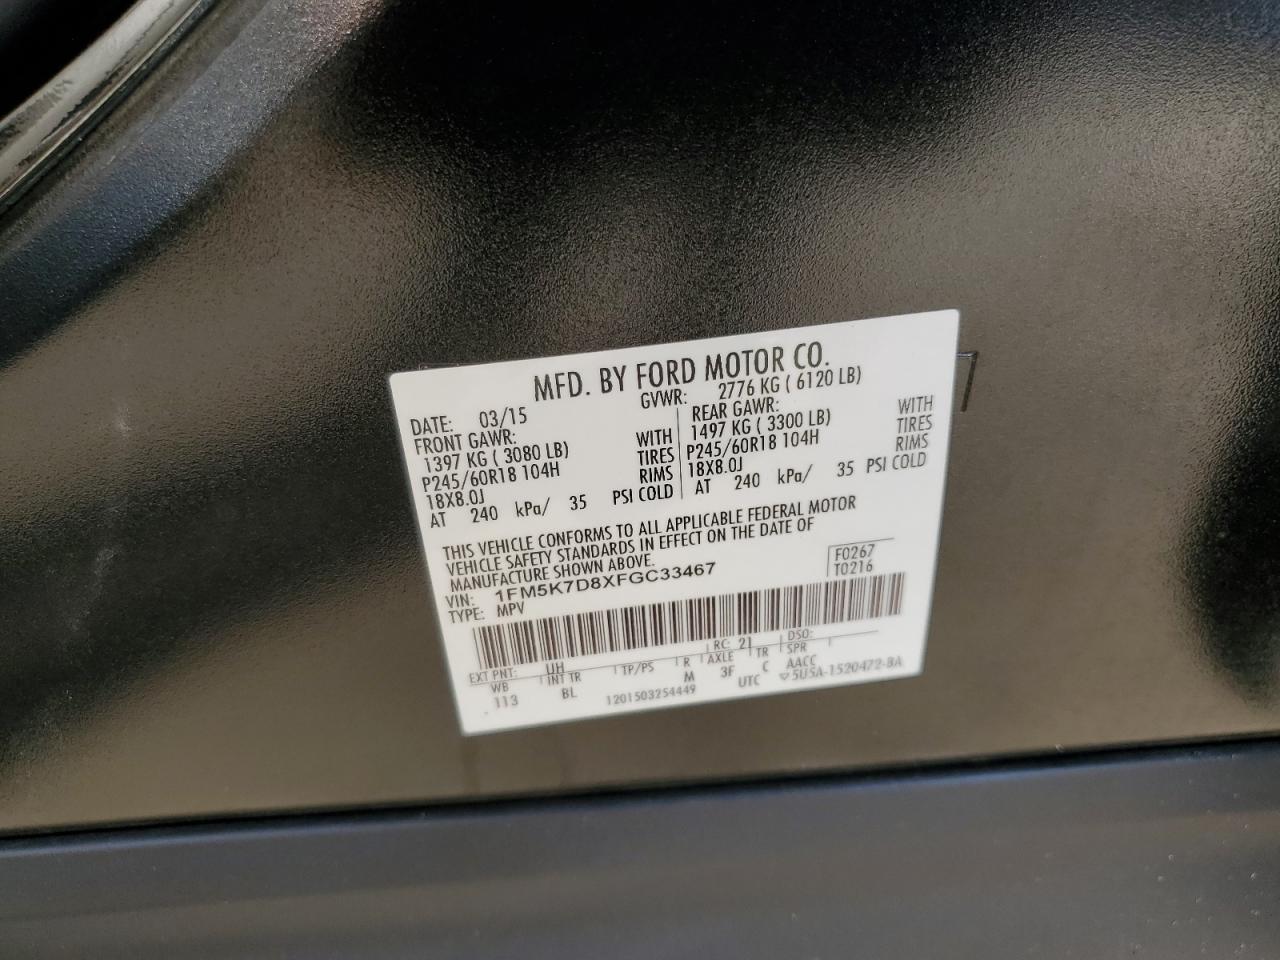 MFD. BY FORD MOTOR CO.
DATE: 03/15 GVWR: 2776 KG ( 6120 LB)
FRONT GAWR: REAR GAWR:
1397 KG ( 3080 LB) WITH 1497 KG ( 3300 LB) WITH
P245/60R18 104H TIRES P245/60R18 104H TIRES
18X8.0J RIMS 18X8.0J RIMS
AT 240 kPa/ 35 PSI COLD AT 240 kPa/ 35 PSI COLD
THIS VEHICLE CONFORMS TO ALL APPLICABLE FEDERAL MOTOR
VEHICLE SAFETY STANDARDS IN EFFECT ON THE DATE OF
MANUFACTURE SHOWN ABOVE.
F0267
VIN: 1FM5K7D8XFGC33467 T0216
TYPE: MPV
EXT PNT: UH RC: 21 DSO:
WB INT TR TP/PS R AXLE TR SPR
113 BL M 3F C AACC
1201503254449 UTC ▽5U5A-1520472-BA